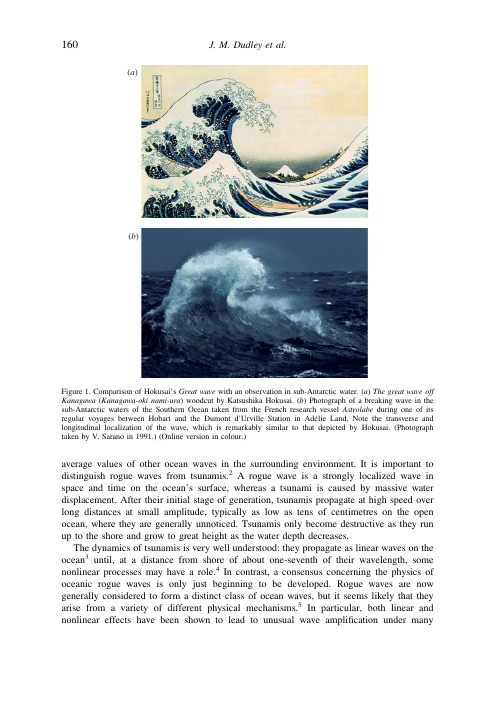 160
J. M. Dudley et al.
(a)
(b)
Figure 1. Comparison of Hokusai's Great wave with an observation in sub-Antarctic water. (a) The great wave off
Kanagawa (Kanagawa-oki nami-ura) woodcut by Katsushika Hokusai. (b) Photograph of a breaking wave in the
sub-Antarctic waters of the Southern Ocean taken from the French research vessel Astrolabe during one of its
regular voyages between Hobart and the Dumont d'Urville Station in Adélie Land. Note the transverse and
longitudinal localization of the wave, which is remarkably similar to that depicted by Hokusai. (Photograph
taken by V. Sarano in 1991.) (Online version in colour.)
average values of other ocean waves in the surrounding environment. It is important to
distinguish rogue waves from tsunamis.2 A rogue wave is a strongly localized wave in
space and time on the ocean's surface, whereas a tsunami is caused by massive water
displacement. After their initial stage of generation, tsunamis propagate at high speed over
long distances at small amplitude, typically as low as tens of centimetres on the open
ocean, where they are generally unnoticed. Tsunamis only become destructive as they run
up to the shore and grow to great height as the water depth decreases.
The dynamics of tsunamis is very well understood: they propagate as linear waves on the
ocean3 until, at a distance from shore of about one-seventh of their wavelength, some
nonlinear processes may have a role.4 In contrast, a consensus concerning the physics of
oceanic rogue waves is only just beginning to be developed. Rogue waves are now
generally considered to form a distinct class of ocean waves, but it seems likely that they
arise from a variety of different physical mechanisms.5 In particular, both linear and
nonlinear effects have been shown to lead to unusual wave amplification under many